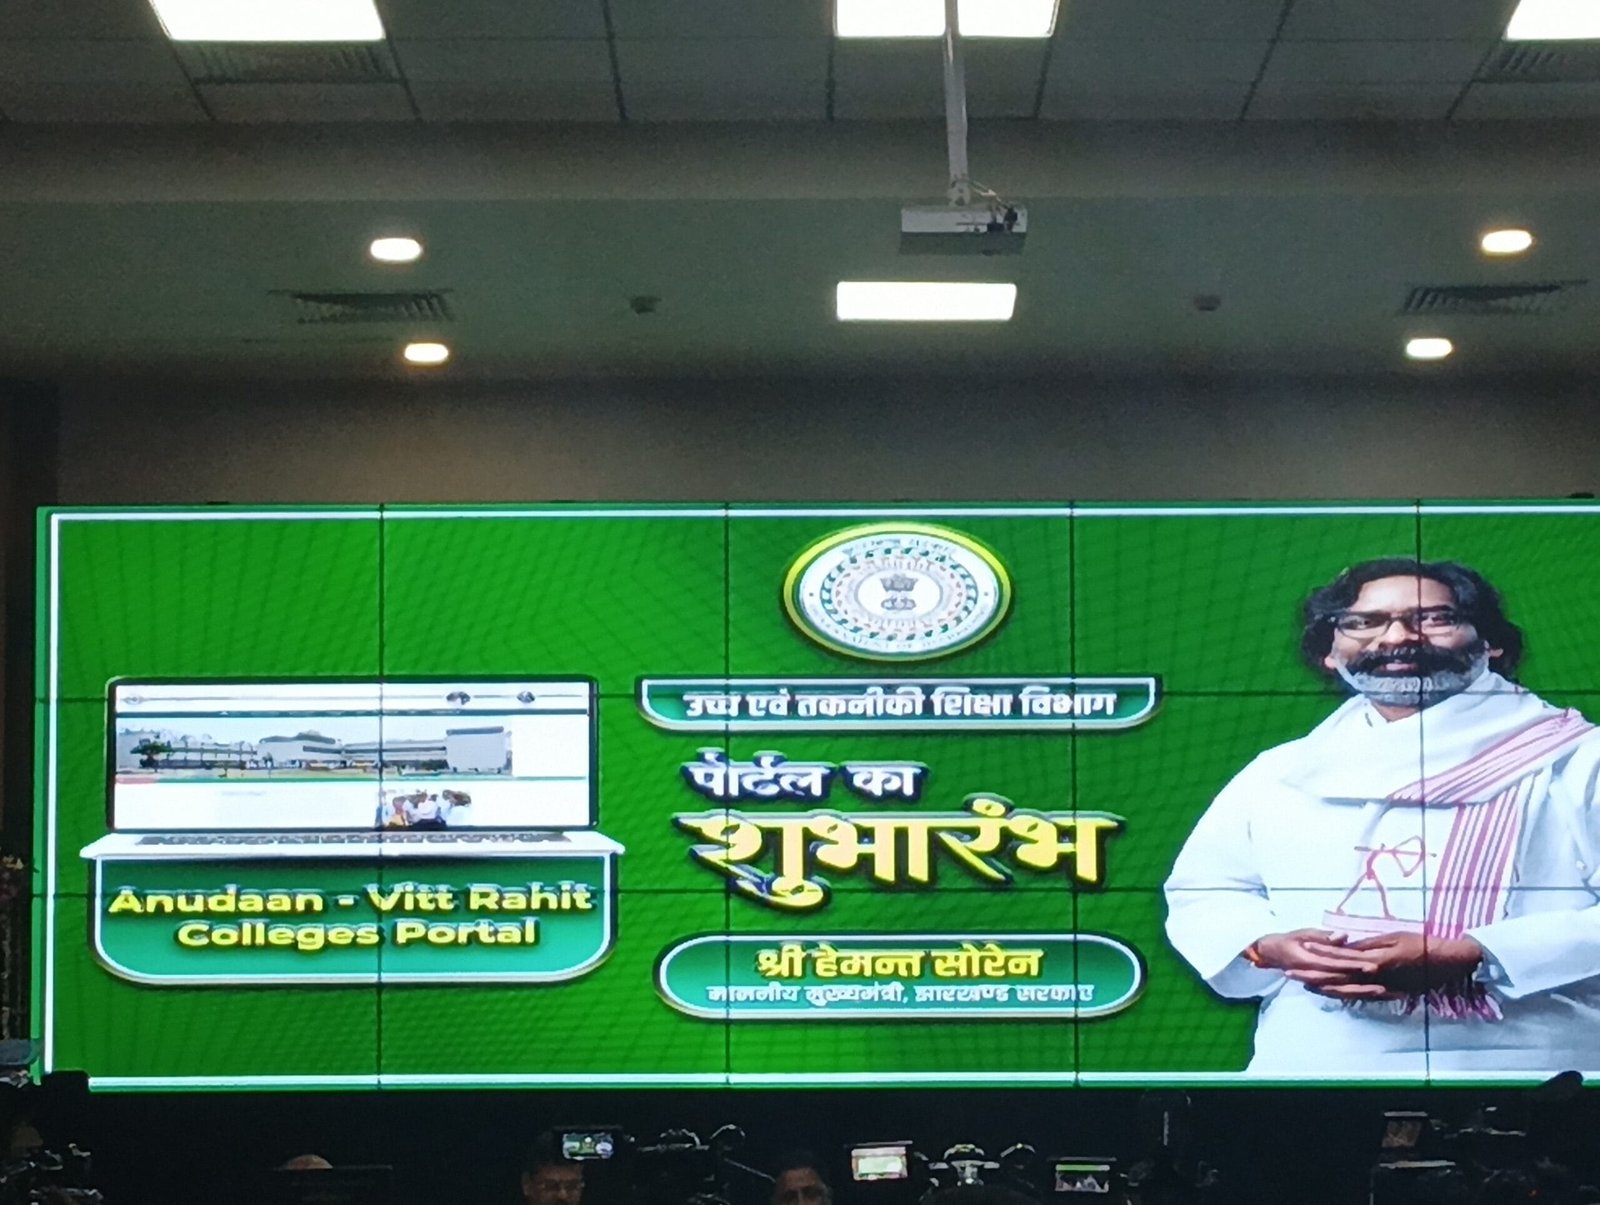 उच्च एवं तकनीकी शिक्षा विभाग
पोर्टल का
शुभारंभ
श्री हेमन्त सोरेन
माननीय मुख्यमंत्री, झारखण्ड सरकार
Anudaan - Vitt Rahit
Colleges Portal